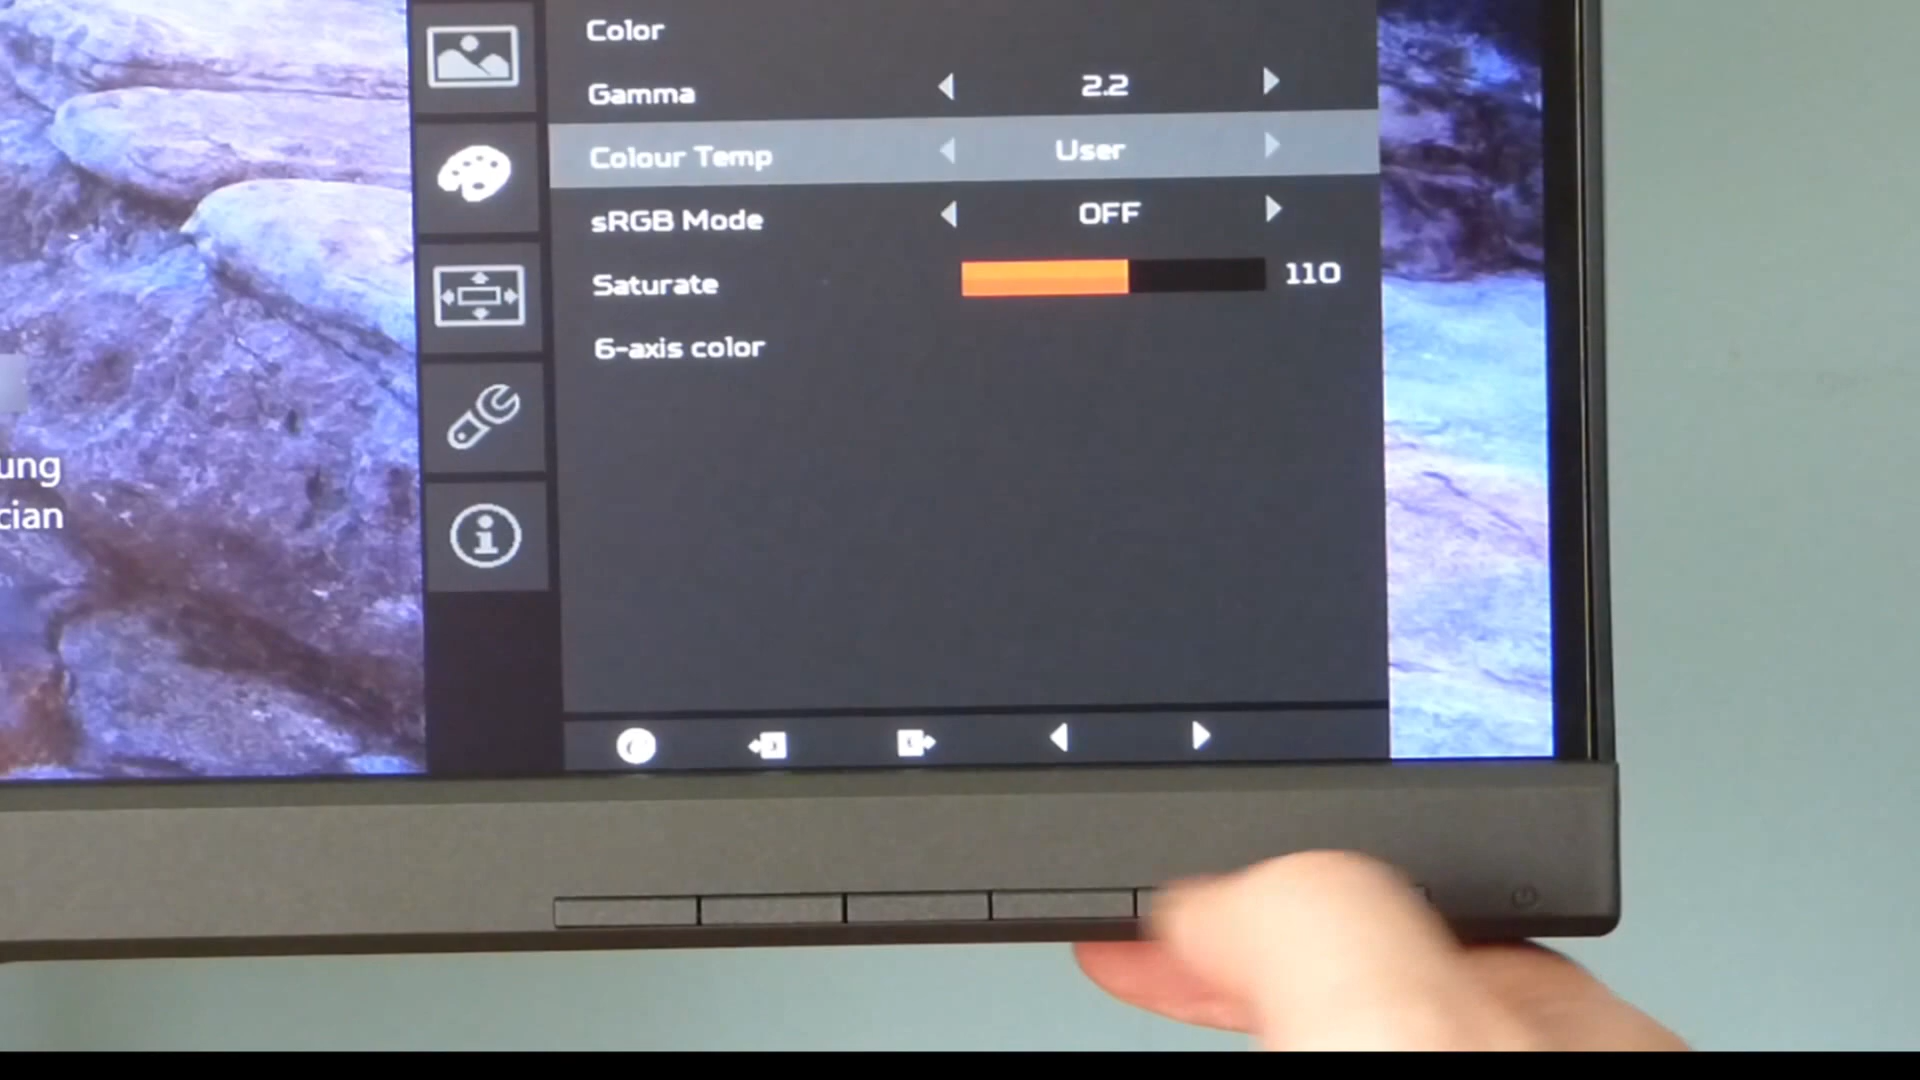 Color
Gamma 2.2
Colour Temp User
sRGB Mode OFF
Saturate 110
6-axis color
ung
cian